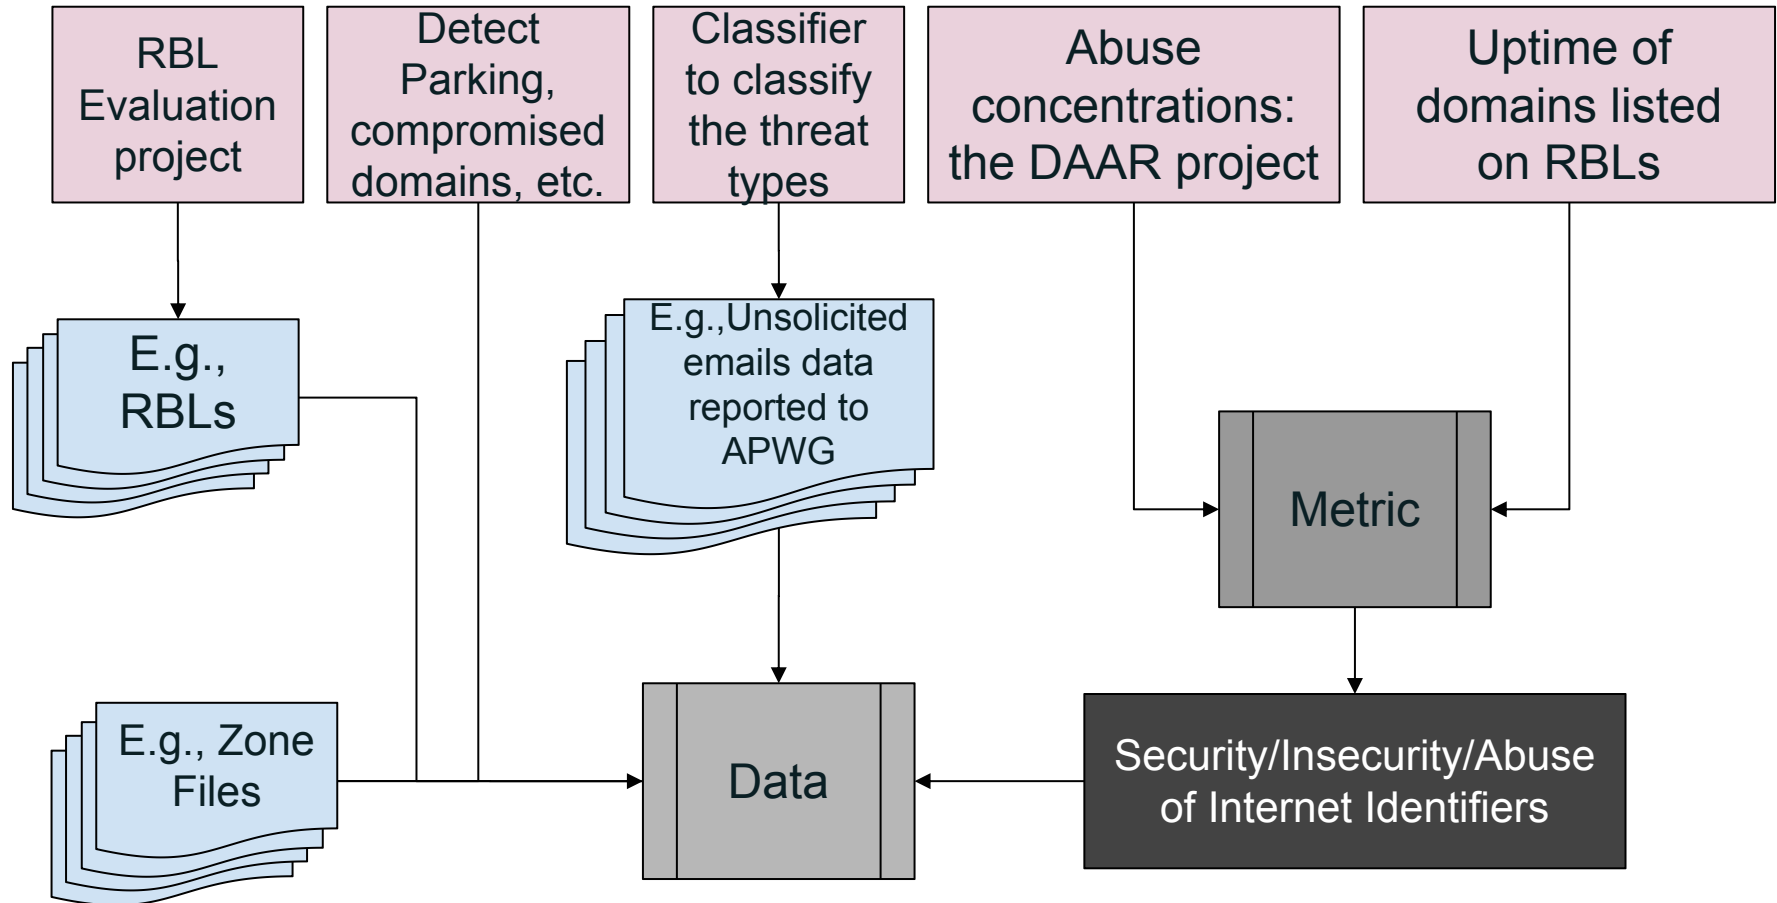 RBL
Evaluation
project
Detect
Parking,
compromised
domains, etc.
Classifier
to classify
the threat
types
Abuse
concentrations:
the DAAR project
Uptime of
domains listed
on RBLs
E.g.,
RBLs
E.g.,Unsolicited
emails data
reported to
APWG
Metric
E.g., Zone
Files
Data
Security/Insecurity/Abuse
of Internet Identifiers